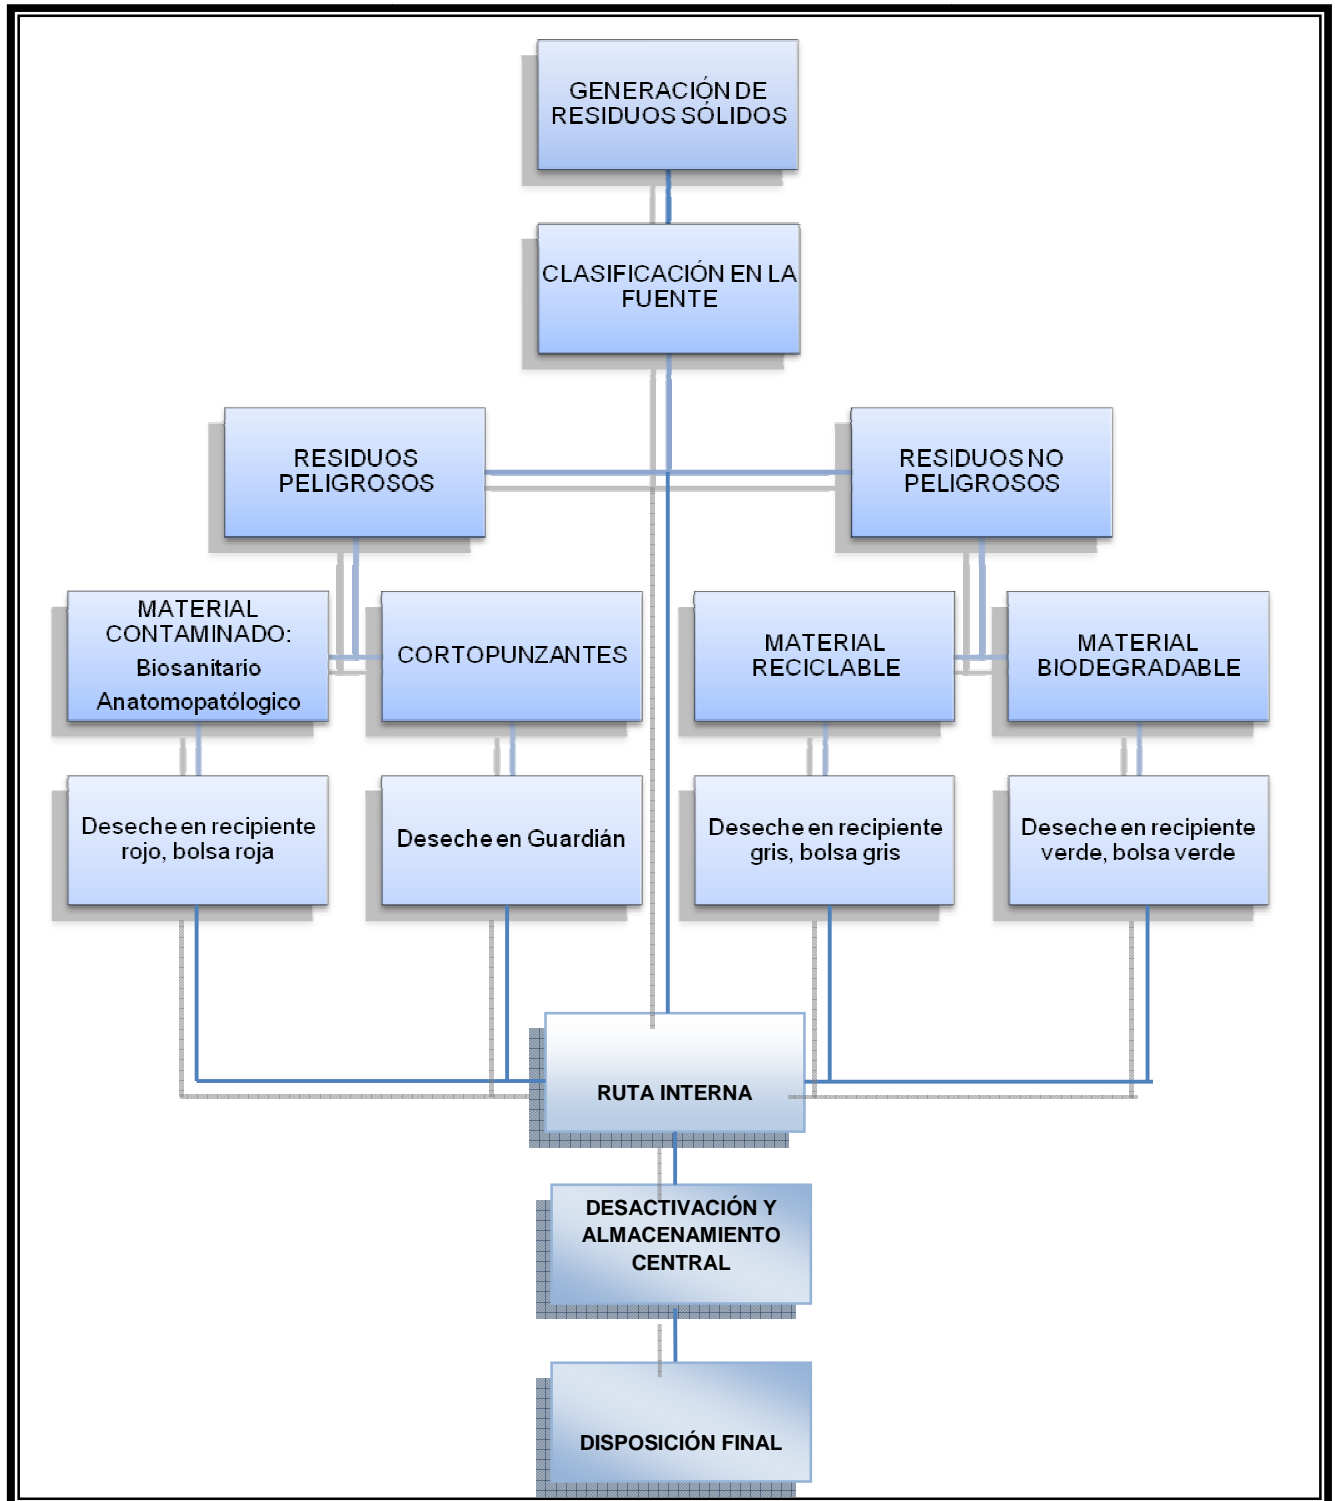 GENERACIÓN DE
RESIDUOS SÓLIDOS
CLASIFICACIÓN EN LA
FUENTE
RESIDUOS
PELIGROSOS
RESIDUOS NO
PELIGROSOS
MATERIAL
CONTAMINADO:
Biosanitario
Anatomopatólogico
CORTOPUNZANTES
MATERIAL
RECICLABLE
MATERIAL
BIODEGRADABLE
Deseche en recipiente
rojo, bolsa roja
Deseche en Guardián
Deseche en recipiente
gris, bolsa gris
Deseche en recipiente
verde, bolsa verde
RUTA INTERNA
DESACTIVACIÓN Y
ALMACENAMIENTO
CENTRAL
DISPOSICIÓN FINAL